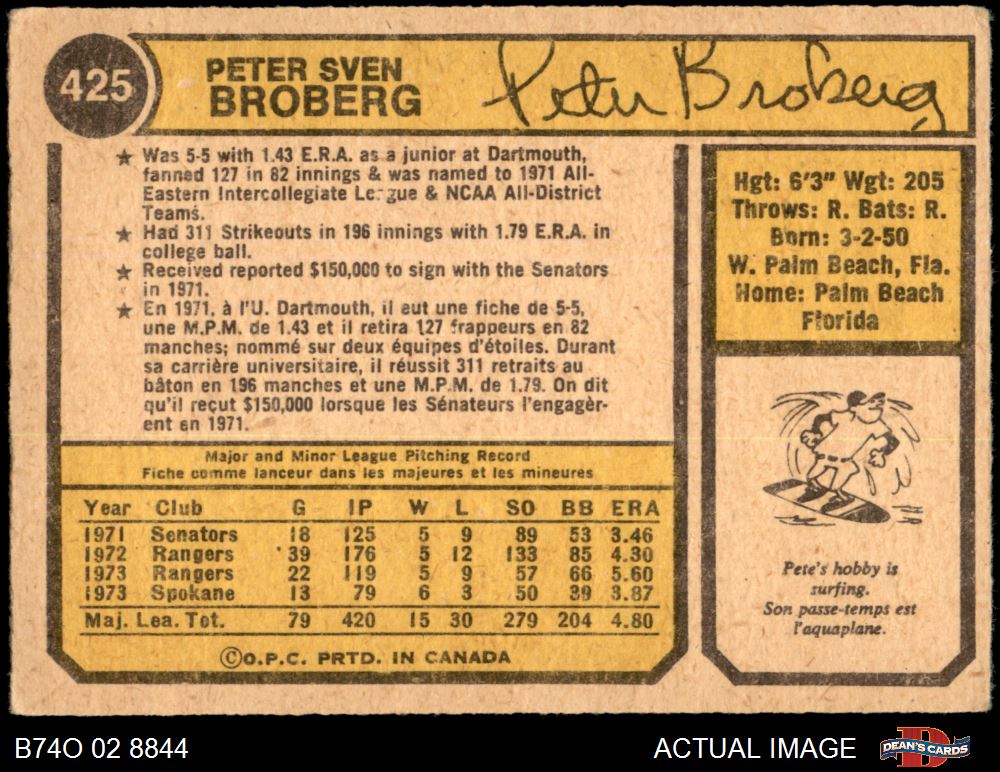 425
PETER SVEN
BROBERG
Pete Broberg
★ Was 5-5 with 1.43 E.R.A. as a junior at Dartmouth,
fanned 127 in 82 innings & was named to 1971 All-
Eastern Intercollegiate League & NCAA All-District
Teams.
★ Had 311 Strikeouts in 196 innings with 1.79 E.R.A. in
college ball.
★ Received reported $150,000 to sign with the Senators
in 1971.
★ En 1971, à l'U. Dartmouth, il eut une fiche de 5-5,
une M.P.M. de 1.43 et il retira 127 frappeurs en 82
manches; nommé sur deux équipes d'étoiles. Durant
sa carrière universitaire, il réussit 311 retraits au
bâton en 196 manches et une M.P.M. de 1.79. On dit
qu'il reçut $150,000 lorsque les Sénateurs l'engagèr-
ent en 1971.
Hgt: 6'3" Wgt: 205
Throws: R. Bats: R.
Born: 3-2-50
W. Palm Beach, Fla.
Home: Palm Beach
Florida
Major and Minor League Pitching Record
Fiche comme lanceur dans les majeures et les mineures
Year Club G IP W L SO BB ERA
1971 Senators 18 125 5 9 89 53 3.46
1972 Rangers 39 176 5 12 133 85 4.30
1973 Rangers 22 119 5 9 57 66 5.60
1973 Spokane 13 79 6 3 50 39 3.87
Maj. Lea. Tot. 79 420 15 30 279 204 4.80
©O.P.C. PRTD. IN CANADA
Pete's hobby is
surfing.
Son passe-temps est
l'aquaplane.
B74O 02 8844
ACTUAL IMAGE
DEAN'S CARDS